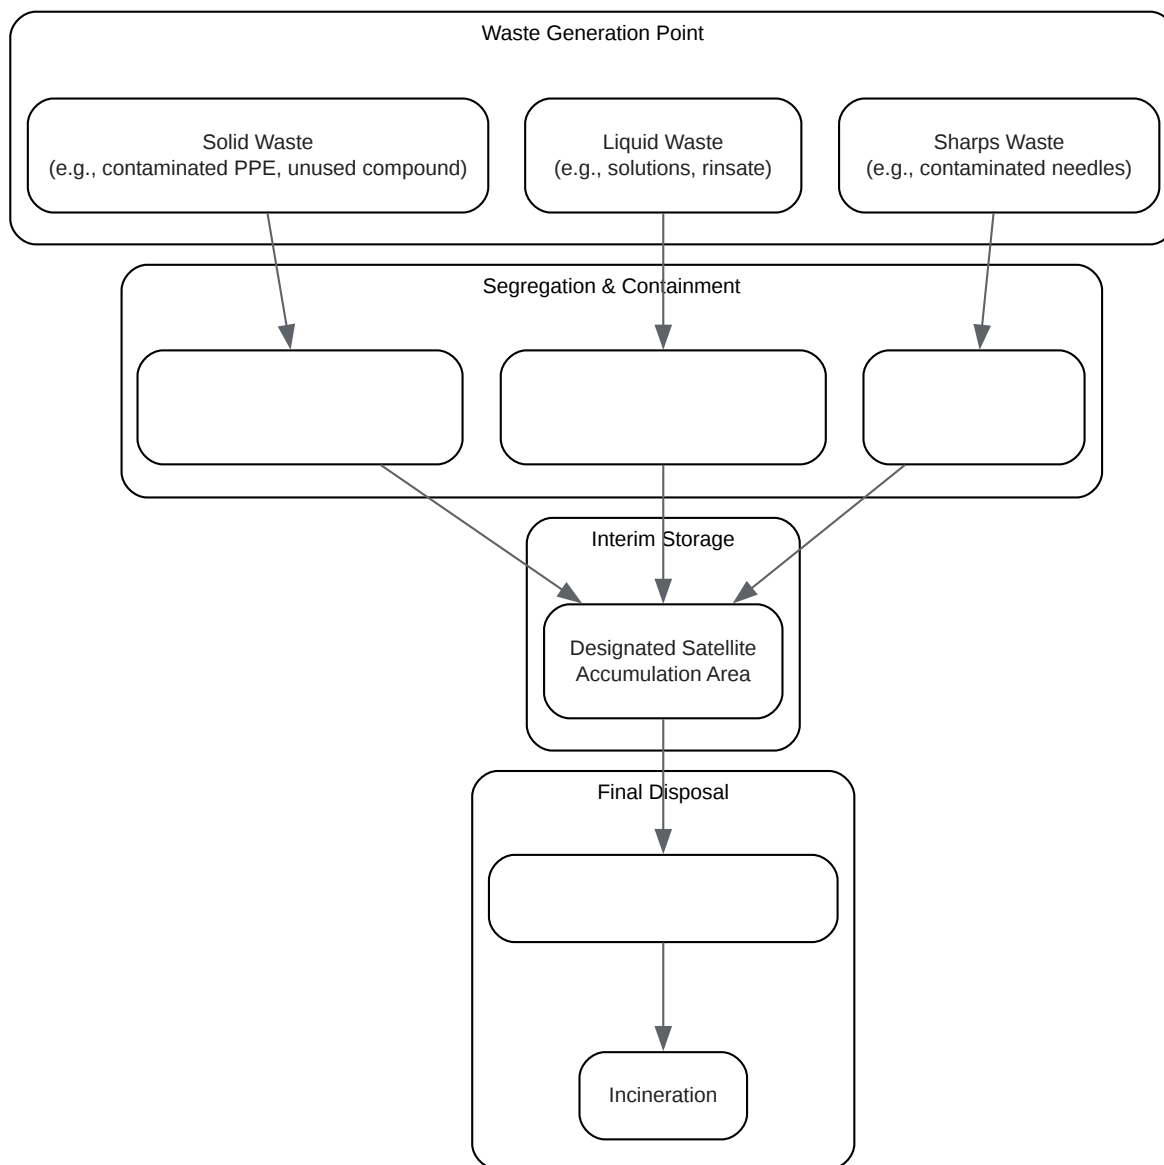 Waste Generation Point
Solid Waste
(e.g., contaminated PPE, unused compound)
Liquid Waste
(e.g., solutions, rinsate)
Sharps Waste
(e.g., contaminated needles)
Segregation & Containment
Interim Storage
Designated Satellite
Accumulation Area
Final Disposal
Incineration